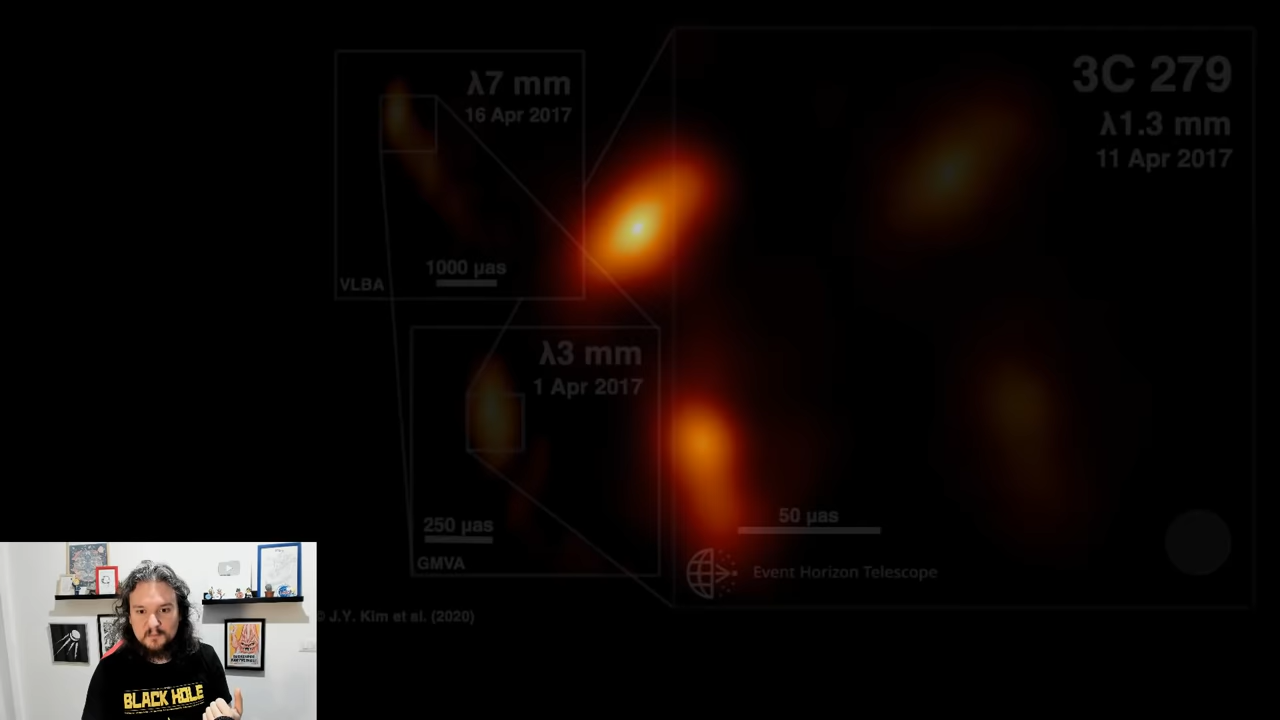 λ7 mm
16 Apr 2017
1000 µas
VLBA
λ3 mm
1 Apr 2017
250 µas
GMVA
3C 279
λ1.3 mm
11 Apr 2017
50 µas
Event Horizon Telescope
© J.Y. Kim et al. (2020)
BLACK HOLE